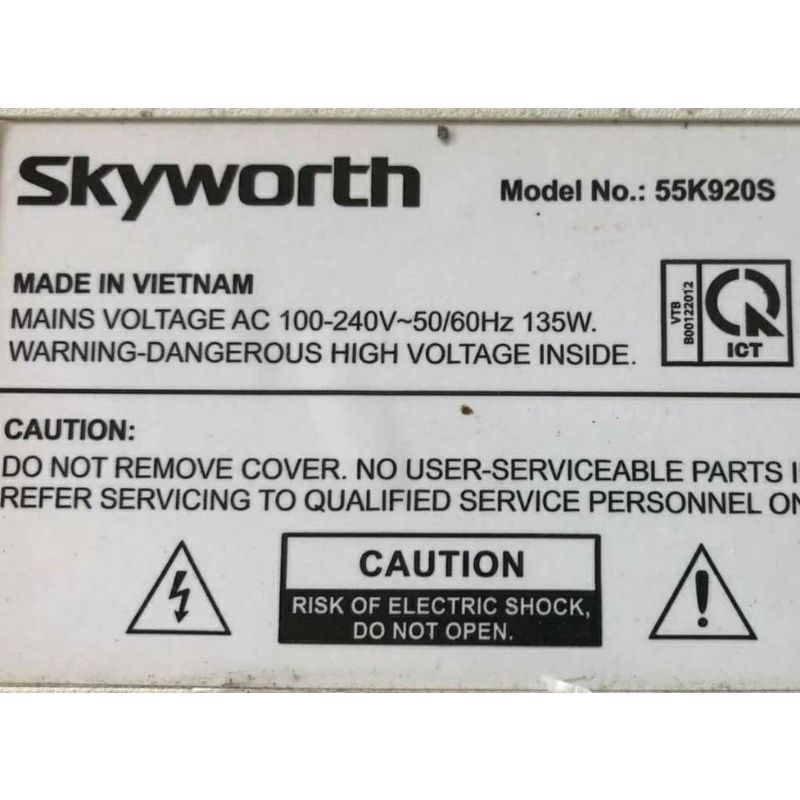 Skyworth
Model No.: 55K920S
MADE IN VIETNAM
MAINS VOLTAGE AC 100-240V~50/60Hz 135W.
WARNING-DANGEROUS HIGH VOLTAGE INSIDE.
VTB
B00122012
ICT
CAUTION:
DO NOT REMOVE COVER. NO USER-SERVICEABLE PARTS
REFER SERVICING TO QUALIFIED SERVICE PERSONNEL
CAUTION
RISK OF ELECTRIC SHOCK,
DO NOT OPEN.